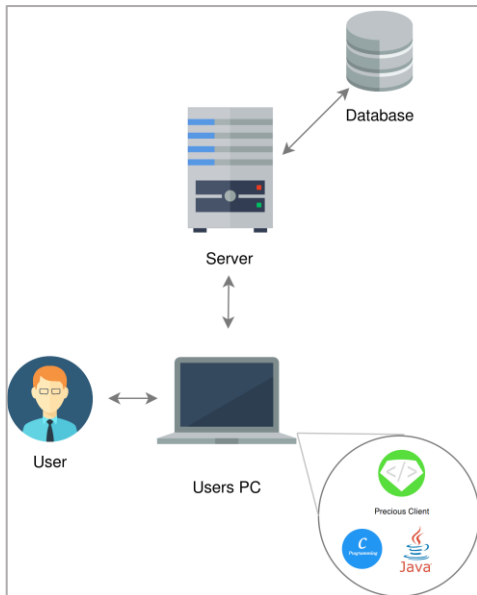 Database
Server
User
Users PC
</>
Precious Client
C
Programming
Java